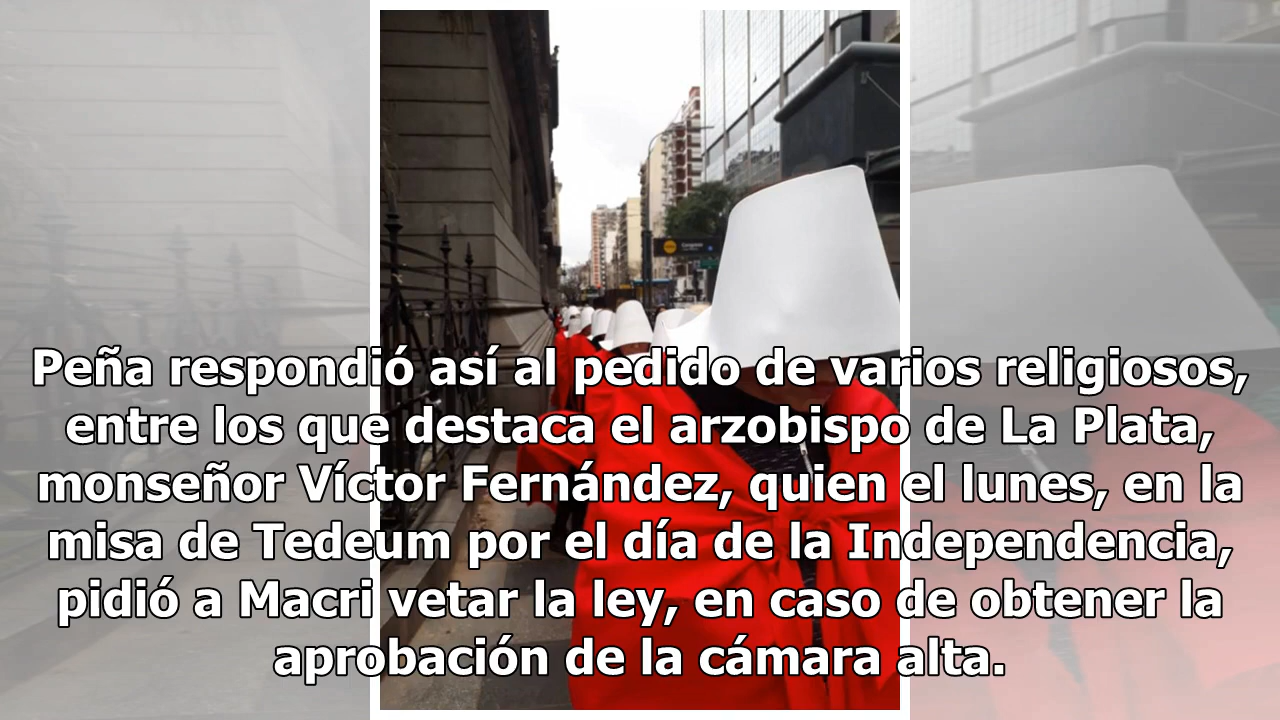 Congreso
Peña respondió así al pedido de varios religiosos,
entre los que destaca el arzobispo de La Plata,
monseñor Víctor Fernández, quien el lunes, en la
misa de Tedeum por el día de la Independencia,
pidió a Macri vetar la ley, en caso de obtener la
aprobación de la cámara alta.